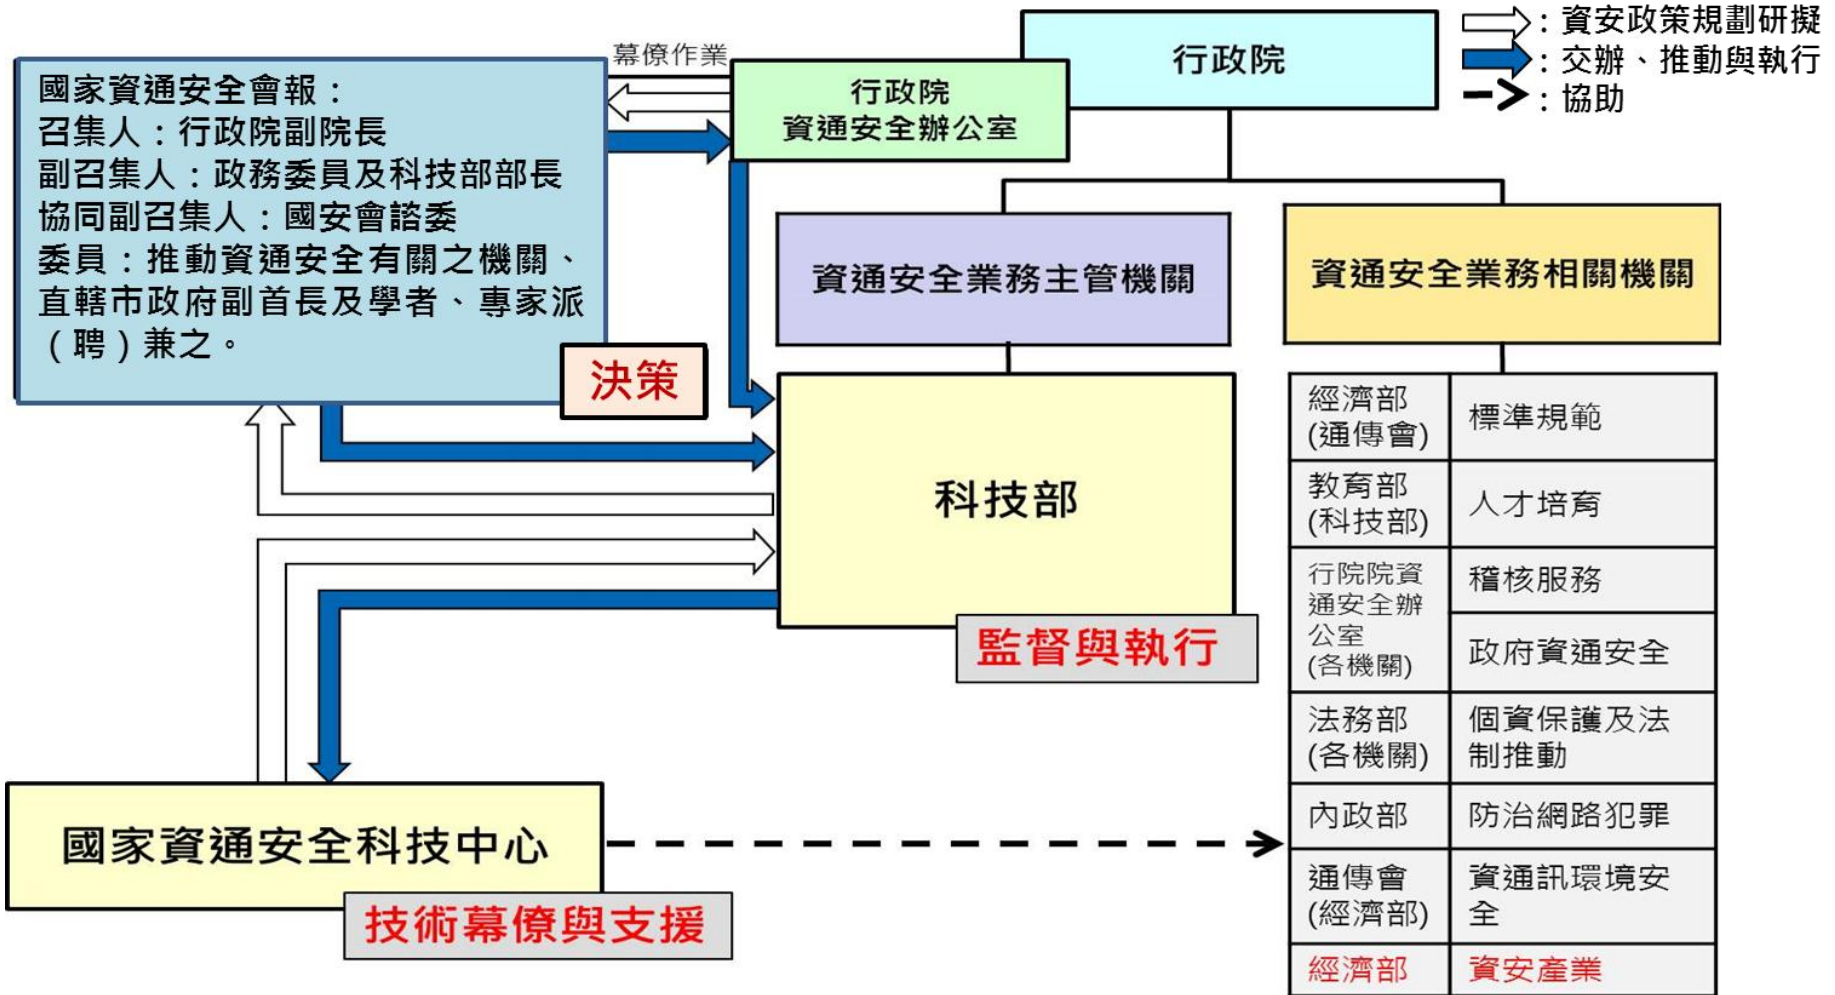 ：資安政策規劃研擬
：交辦、推動與執行
：協助
幕僚作業
行政院
行政院
資通安全辦公室
國家資通安全會報：
召集人：行政院副院長
副召集人：政務委員及科技部部長
協同副召集人：國安會諮委
委員：推動資通安全有關之機關、
直轄市政府副首長及學者、專家派
（聘）兼之。
決策
資通安全業務主管機關
資通安全業務相關機關
科技部
監督與執行
國家資通安全科技中心
技術幕僚與支援
經濟部
(通傳會)
標準規範
教育部
(科技部)
人才培育
行院院資
通安全辦
公室
(各機關)
稽核服務
政府資通安全
法務部
(各機關)
個資保護及法
制推動
內政部
防治網路犯罪
通傳會
(經濟部)
資通訊環境安
全
經濟部
資安產業